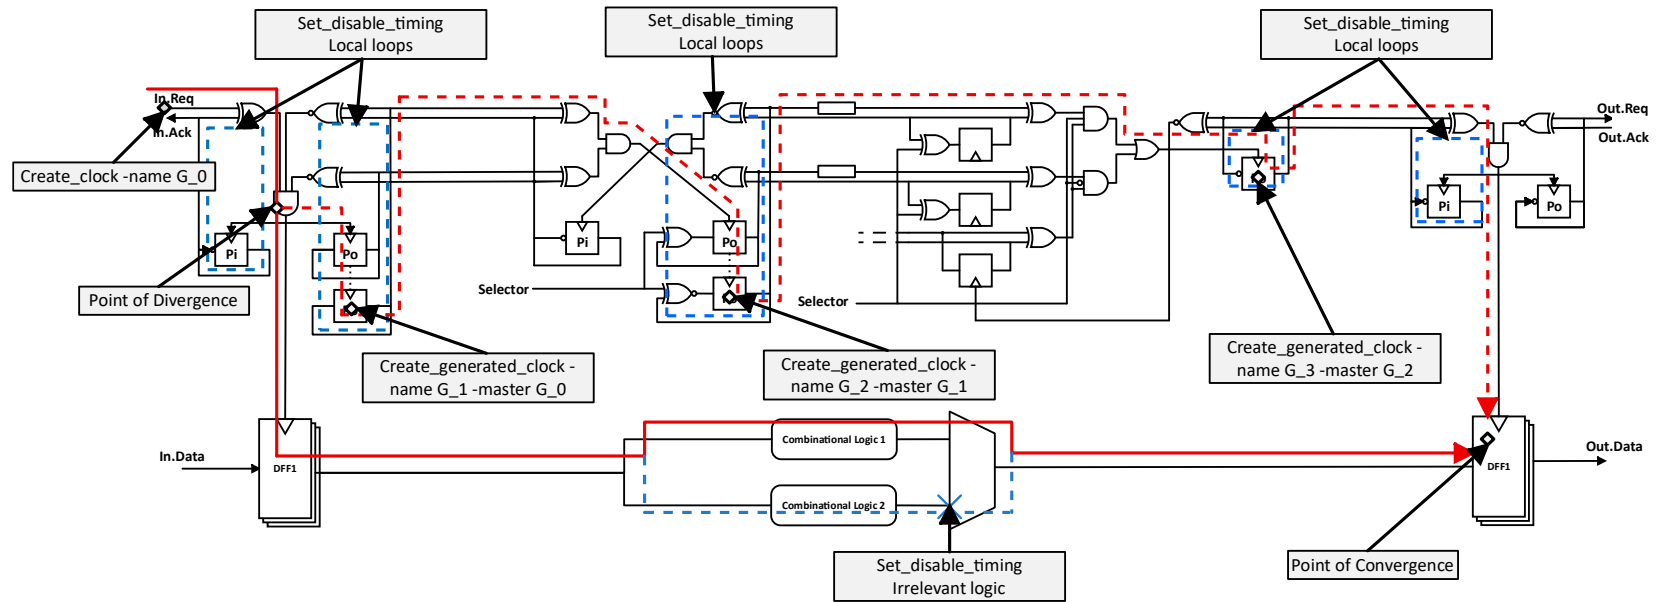 Set_disable_timing
Local loops
Set_disable_timing
Local loops
Set_disable_timing
Local loops
In.Req
In.Ack
Out.Req
Out.Ack
Create_clock -name G_0
Pi
Po
Pi
Po
Pi
Po
Point of Divergence
Selector
Selector
Create_generated_clock -
name G_1 -master G_0
Create_generated_clock -
name G_2 -master G_1
Create_generated_clock -
name G_3 -master G_2
In.Data
DFF1
Combinational Logic 1
Combinational Logic 2
DFF1
Out.Data
Set_disable_timing
Irrelevant logic
Point of Convergence